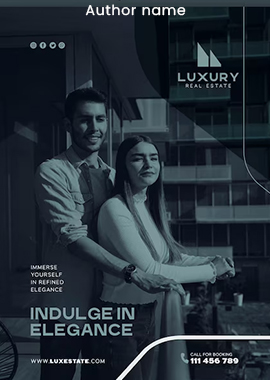 Author name
LUXURY
REAL ESTATE
IMMERSE
YOURSELF
IN REFINED
ELEGANCE
INDULGE IN
ELEGANCE
WWW.LUXESTATE.COM
CALL FOR BOOKING
111 456 789